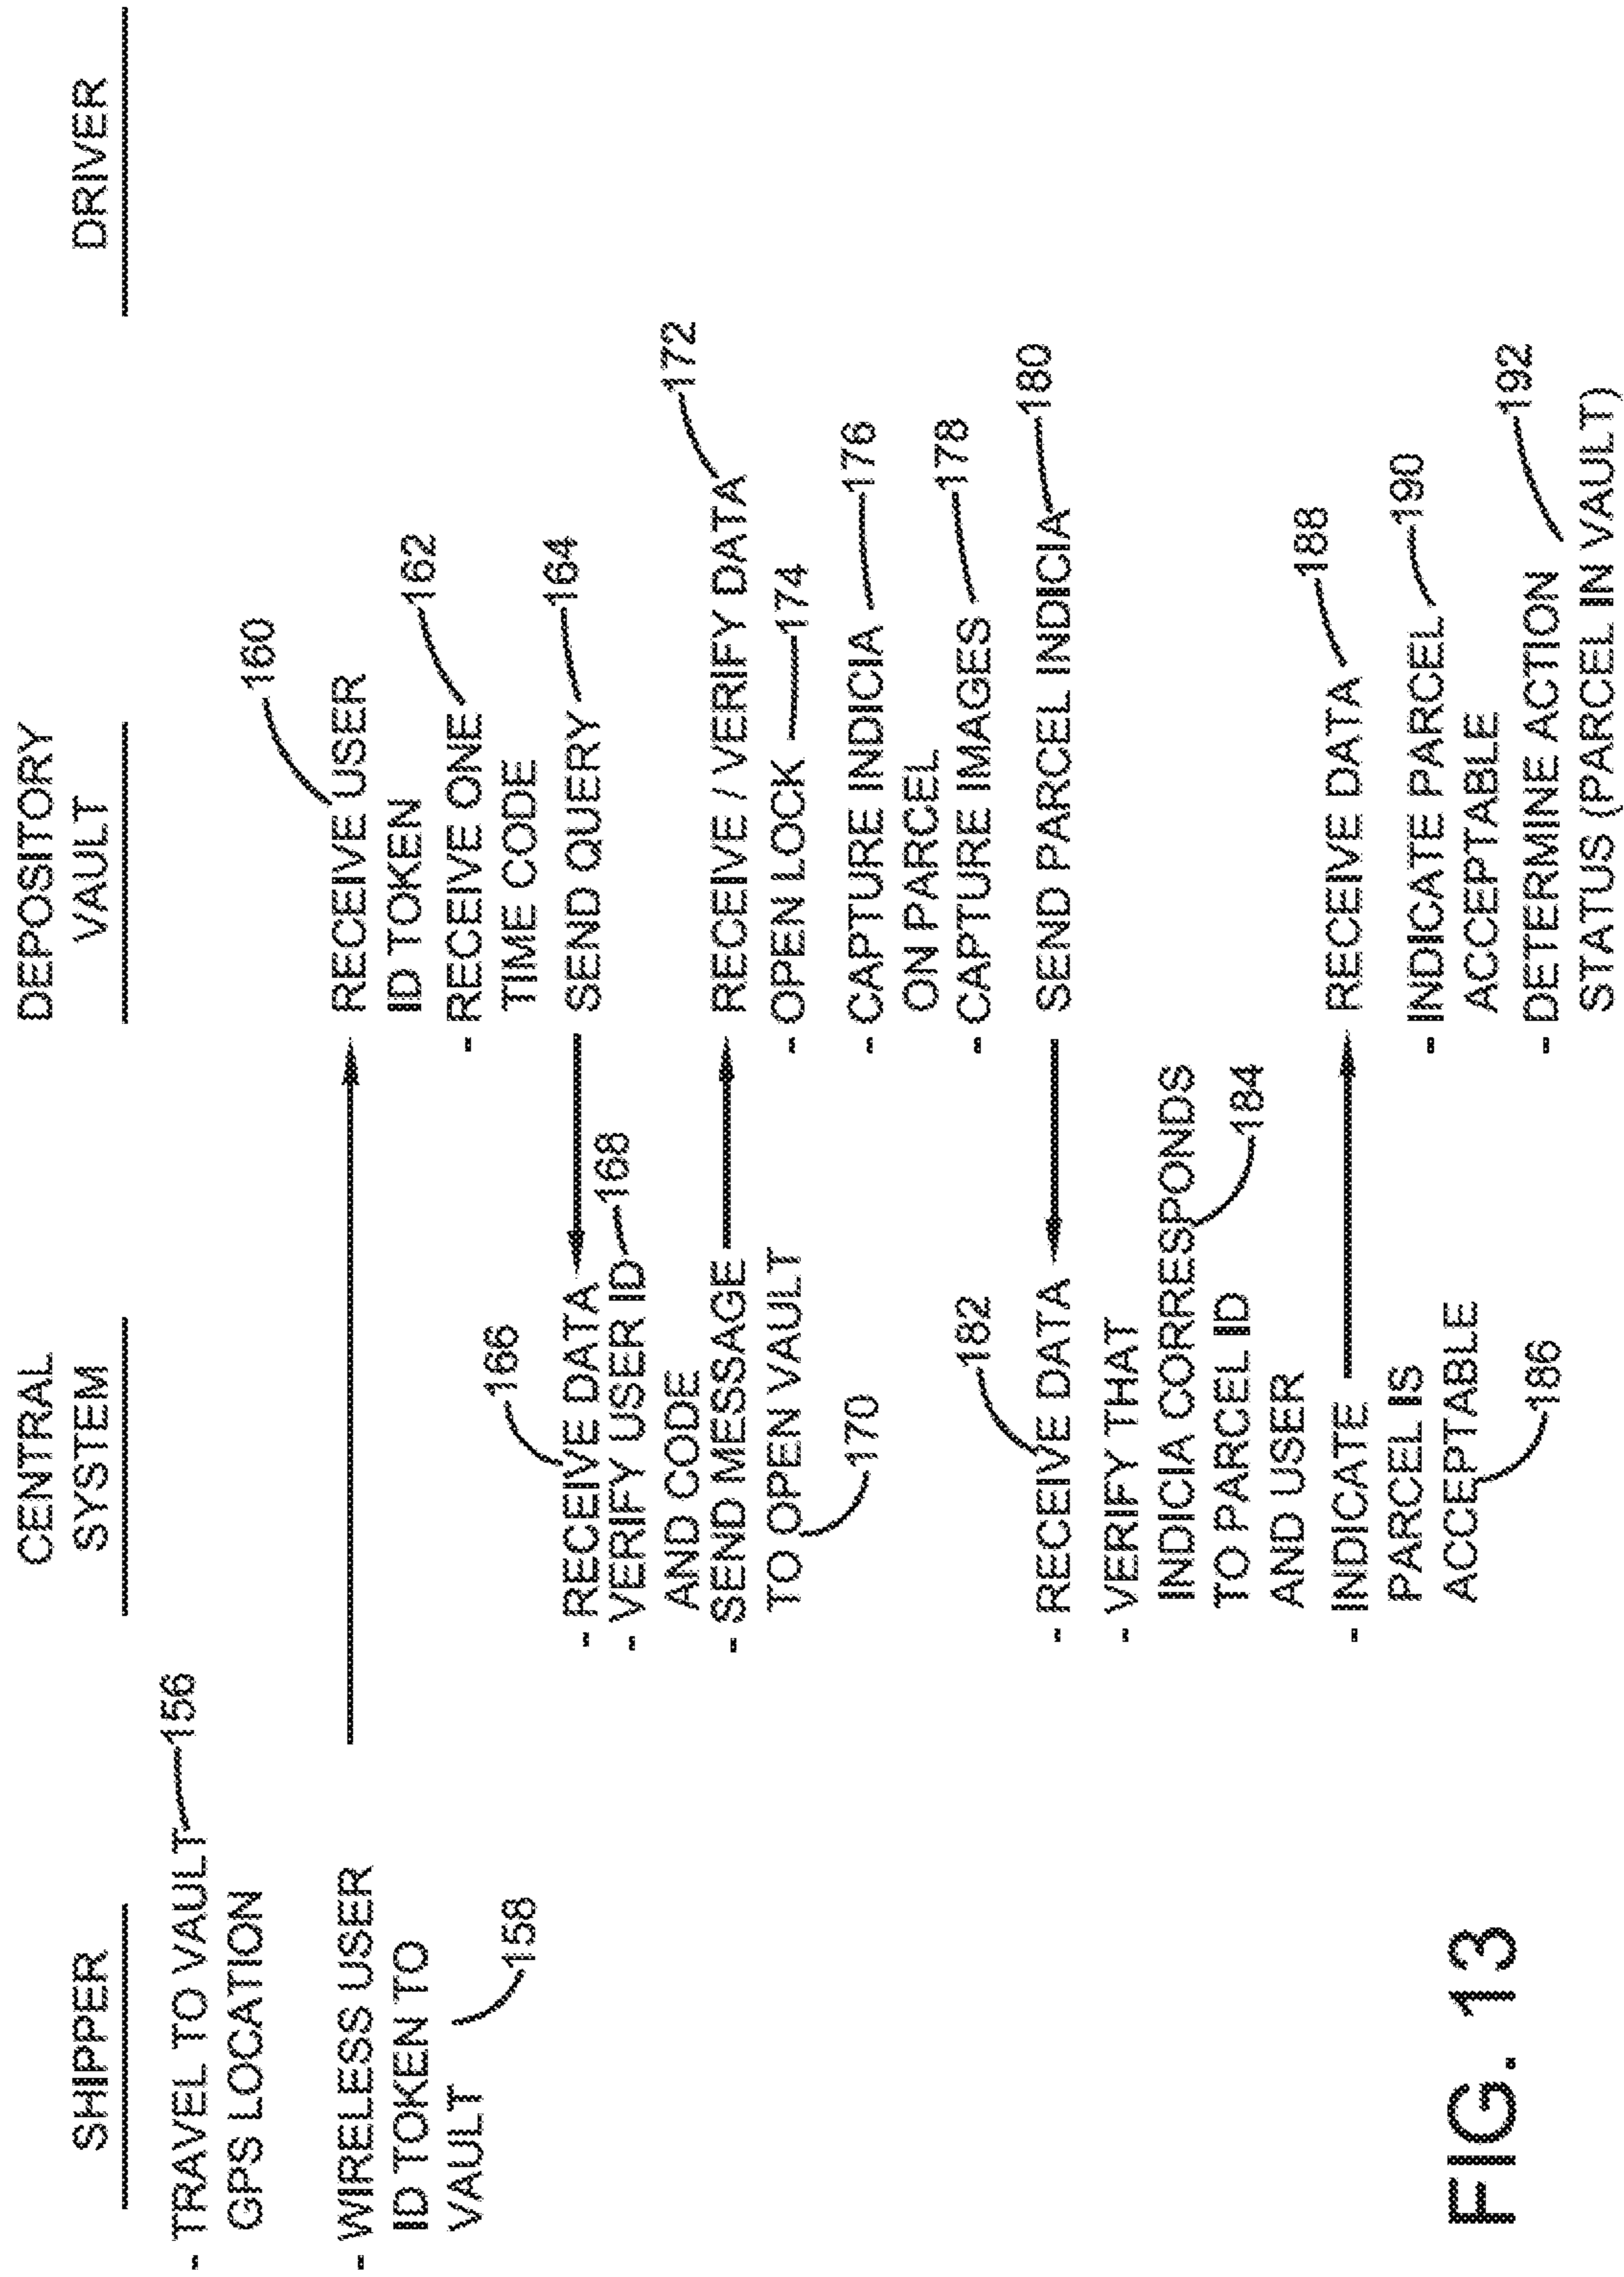 SHIPPER
- TRAVEL TO VAULT 156
GPS LOCATION
- WIRELESS USER
ID TOKEN TO
VAULT
158
CENTRAL
SYSTEM
166
- RECEIVE DATA
- VERIFY USER ID 168
AND CODE
- SEND MESSAGE
TO OPEN VAULT
170
182
- RECEIVE DATA
- VERIFY THAT
INDICIA CORRESPONDS
TO PARCEL ID 184
AND USER
- INDICATE
PARCEL IS
ACCEPTABLE
186
DEPOSITORY
VAULT
160
RECEIVE USER
ID TOKEN
- RECEIVE ONE 162
TIME CODE
SEND QUERY 164
RECEIVE / VERIFY DATA 172
- OPEN LOCK 174
- CAPTURE INDICIA 176
ON PARCEL
- CAPTURE IMAGES 178
SEND PARCEL INDICIA 180
188
RECEIVE DATA
- INDICATE PARCEL 190
ACCEPTABLE
- DETERMINE ACTION 192
STATUS (PARCEL IN VAULT)
DRIVER
FIG. 13